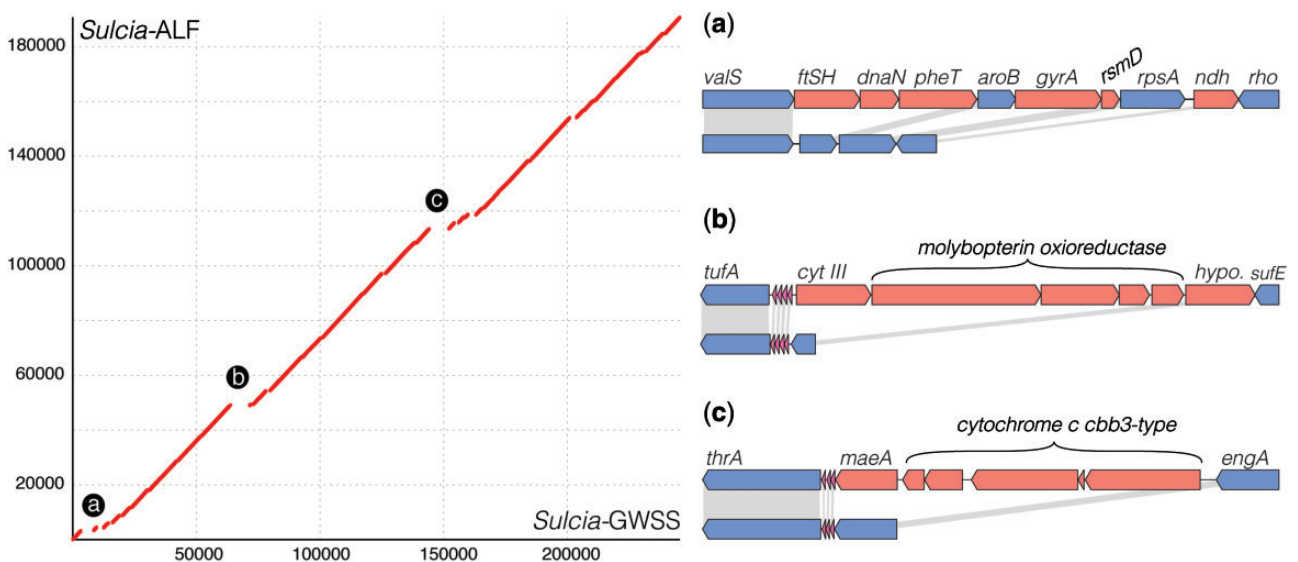 Sulcia-ALF
180000
140000
100000
60000
20000
a
b
c
Sulcia-GWSS
50000
100000
150000
200000
(a)
valS ftSH dnaN pheT aroB gyrA rsmD rpsA ndh rho
(b)
molybopterin oxioreductase
tufA cyt III hypo. sufE
(c)
cytochrome c cbb3-type
thrA maeA engA